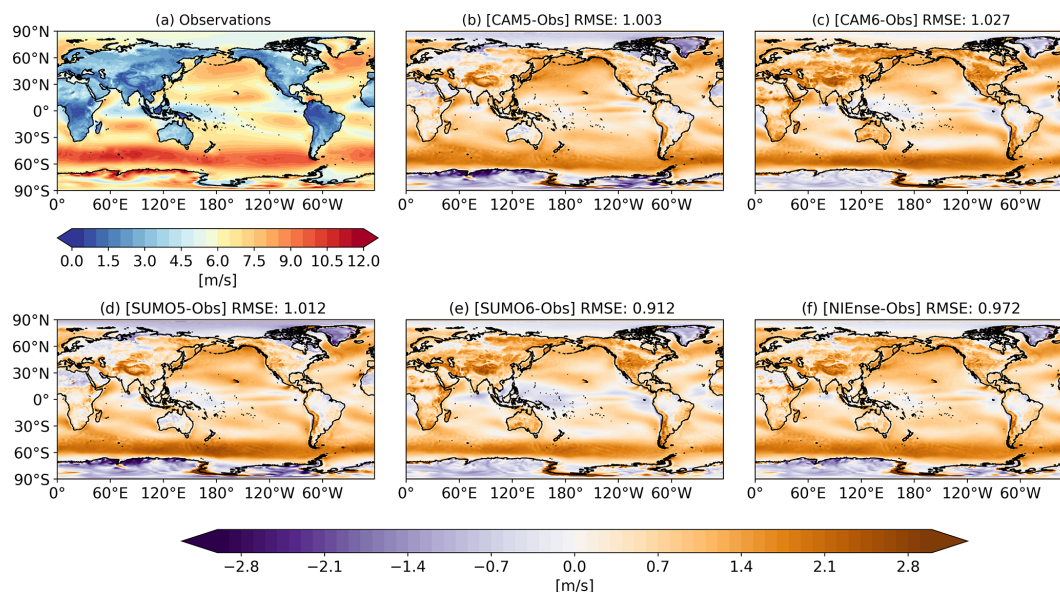 (a) Observations
(b) [CAM5-Obs] RMSE: 1.003
(c) [CAM6-Obs] RMSE: 1.027
90°N
60°N
30°N
0°
30°S
60°S
90°S
0° 60°E 120°E 180° 120°W 60°W
0° 60°E 120°E 180° 120°W 60°W
0° 60°E 120°E 180° 120°W 60°W
0.0 1.5 3.0 4.5 6.0 7.5 9.0 10.5 12.0
[m/s]
(d) [SUMO5-Obs] RMSE: 1.012
(e) [SUMO6-Obs] RMSE: 0.912
(f) [NIEnse-Obs] RMSE: 0.972
90°N
60°N
30°N
0°
30°S
60°S
90°S
0° 60°E 120°E 180° 120°W 60°W
0° 60°E 120°E 180° 120°W 60°W
0° 60°E 120°E 180° 120°W 60°W
−2.8 −2.1 −1.4 −0.7 0.0 0.7 1.4 2.1 2.8
[m/s]